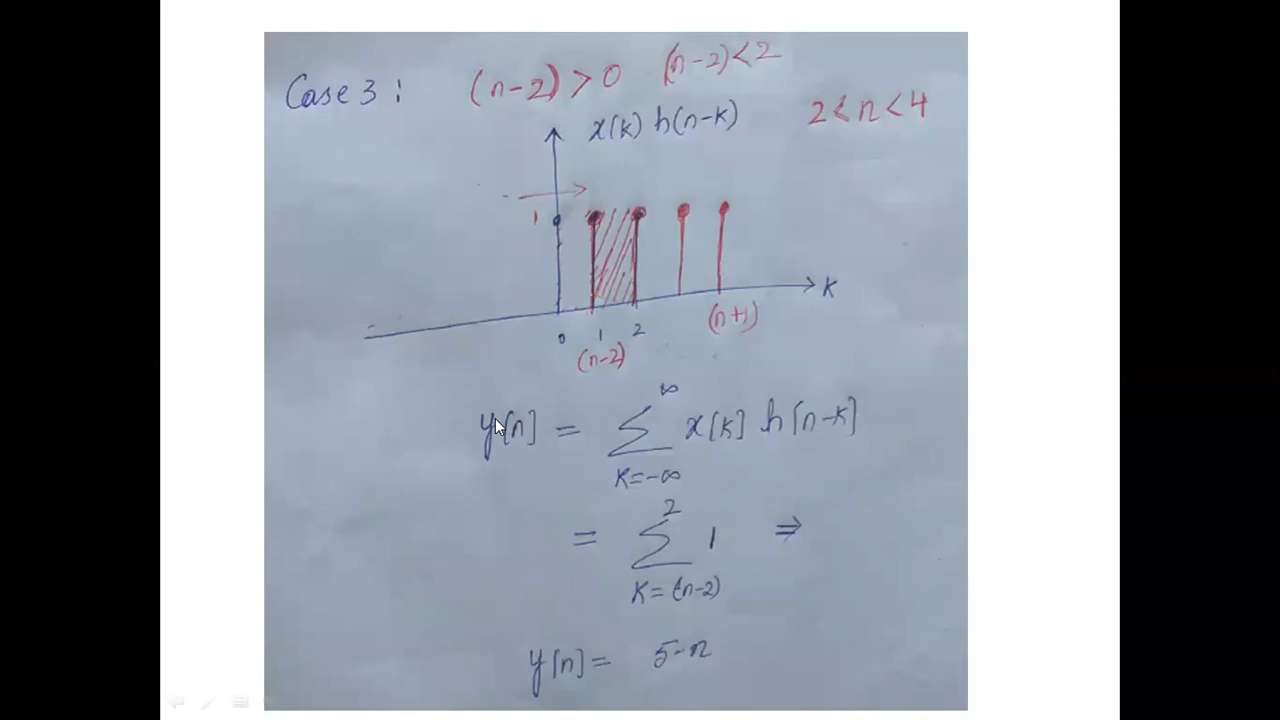 Case 3 : (n-2) > 0 (n-2) < 2
2 < n < 4
x(k) h(n-k)
1
k
0 1 2 (n+1)
(n-2)
y[n] = ∑_{k=-∞}^{∞} x[k] h[n-k]
= ∑_{k=(n-2)}^{2} 1 ⇒
y[n] = 5-n